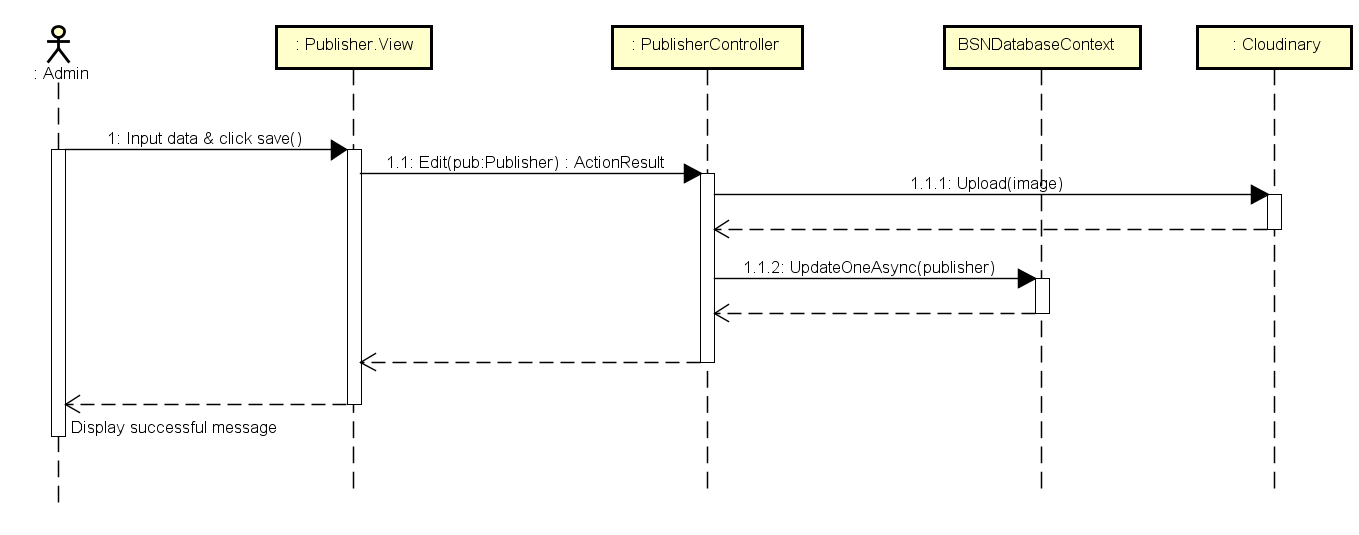 : Admin
: Publisher.View
: PublisherController
BSNDatabaseContext
: Cloudinary
1: Input data & click save()
1.1: Edit(pub:Publisher) : ActionResult
1.1.1: Upload(image)
1.1.2: UpdateOneAsync(publisher)
Display successful message